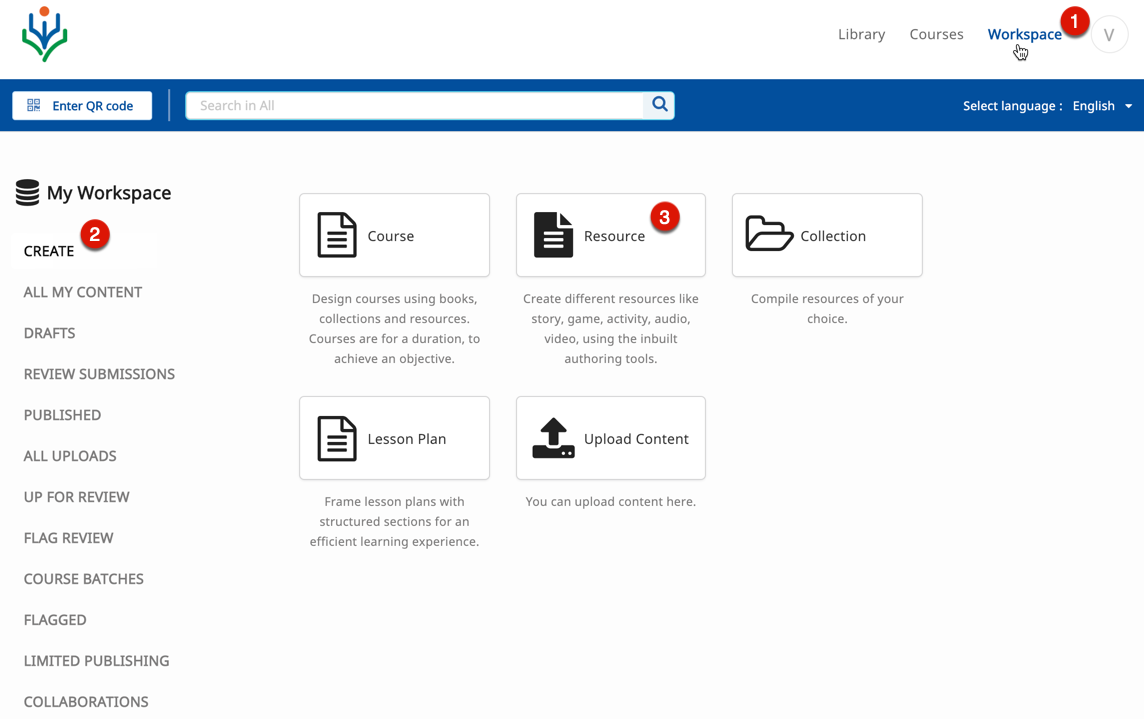 Library
Courses
Workspace
1
V
Enter QR code
Search in All
Select language :
English
My Workspace
CREATE
2
ALL MY CONTENT
DRAFTS
REVIEW SUBMISSIONS
PUBLISHED
ALL UPLOADS
UP FOR REVIEW
FLAG REVIEW
COURSE BATCHES
FLAGGED
LIMITED PUBLISHING
COLLABORATIONS
Course
Design courses using books,
collections and resources.
Courses are for a duration, to
achieve an objective.
Resource
3
Create different resources like
story, game, activity, audio,
video, using the inbuilt
authoring tools.
Collection
Compile resources of your
choice.
Lesson Plan
Frame lesson plans with
structured sections for an
efficient learning experience.
Upload Content
You can upload content here.